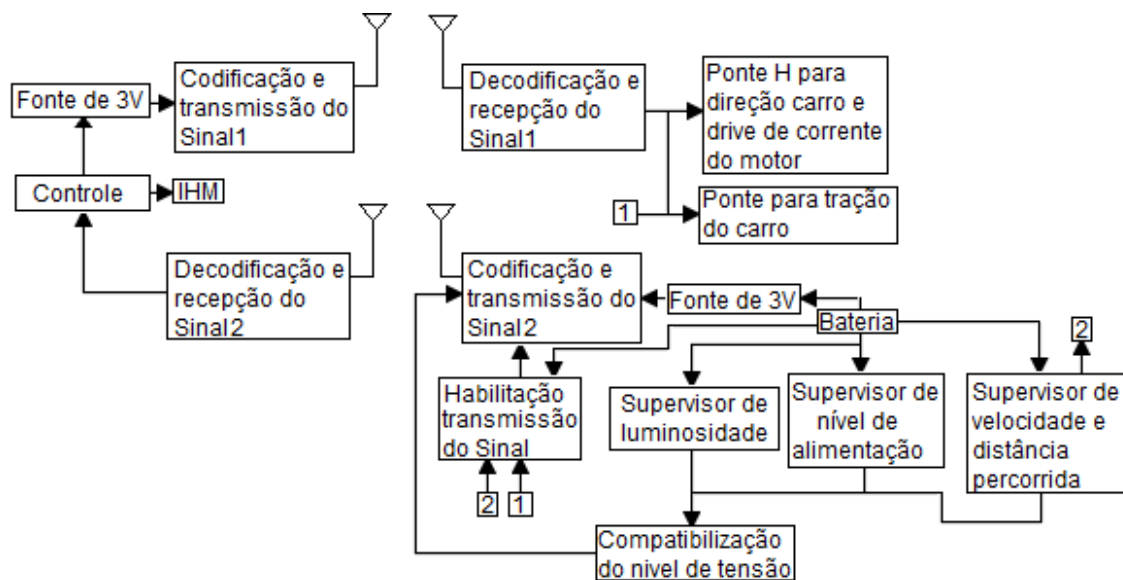 Codificação e
transmissão do
Sinal1
Fonte de 3V
Decodificação e
recepção do
Sinal1
Ponte H para
direção carro e
drive de corrente
do motor
Controle
IHM
1
Ponte para tração
do carro
Decodificação e
recepção do
Sinal2
Codificação e
transmissão do
Sinal2
Fonte de 3V
Bateria
2
Habilitação
transmissão
do Sinal
Supervisor de
luminosidade
Supervisor de
nível de
alimentação
Supervisor de
velocidade e
distância
percorrida
2
1
Compatibilização
do nivel de tensão